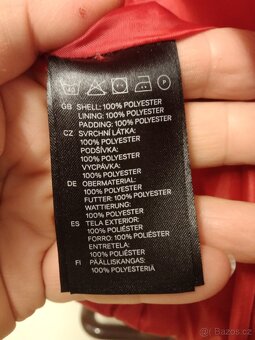 GB SHELL: 100% POLYESTER
LINING: 100% POLYESTER
PADDING: 100% POLYESTER
CZ SVRCHNÍ LÁTKA:
100% POLYESTER
PODŠÍVKA:
100% POLYESTER
VYCPÁVKA:
100% POLYESTER
DE OBERMATERIAL:
100% POLYESTER
FUTTER: 100% POLYESTER
WATTIERUNG:
100% POLYESTER
ES TELA EXTERIOR:
100% POLIÉSTER
FORRO: 100% POLIÉSTER
ENTRETELA:
100% POLIÉSTER
FI PÄÄLLISKANGAS:
100% POLYESTERIÄ
bazos.cz